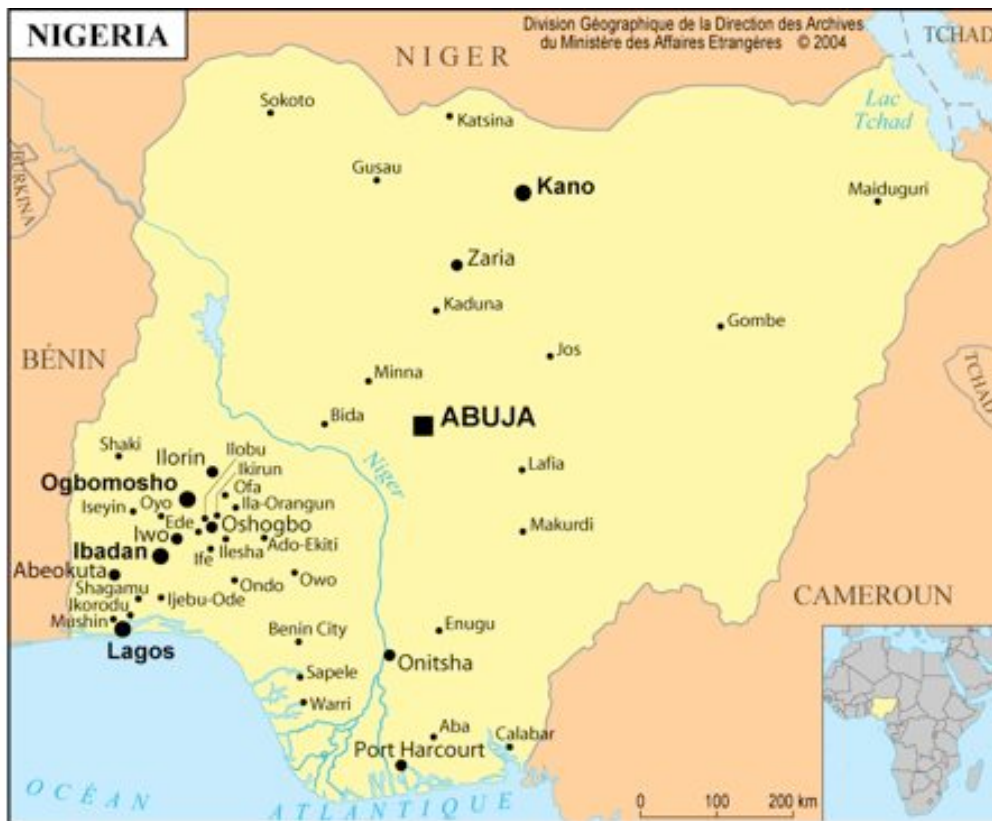 NIGERIA
Division Géographique de la Direction des Archives
du Ministère des Affaires Etrangères © 2004
TCHAD
NIGER
Lac
Tchad
Sokoto
Katsina
BURKINA
Gusau
Kano
Maiduguri
Zaria
Kaduna
Gombe
BÉNIN
Jos
TCHAD
Minna
Bida
ABUJA
Shaki
Ilorin
Ilobu
Ikirun
Niger
Lafia
Ogbomosho
Ofa
Iseyin
Oyo
Ila-Orangun
Ede
Oshogbo
Makurdi
Iwo
Ibadan
Ife
Ilesha
Ado-Ekiti
Abeokuta
Shagamu
Ondo
Owo
CAMEROUN
Ikorodu
Ijebu-Ode
Mushin
Lagos
Benin City
Enugu
Onitsha
Sapele
Warri
Aba
Calabar
Port Harcourt
OCÉAN
ATLANTIQUE
0 100 200 km